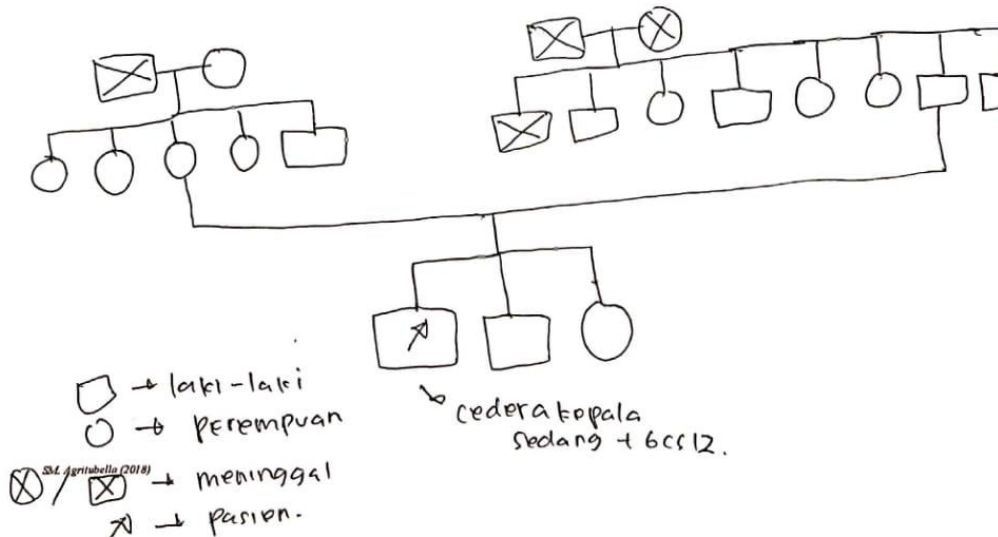 → laki-laki
→ perempuan
SM. Agritubella (2018)
/ → meninggal
→ pasien.
cedera kepala
sedang + GCS 12.